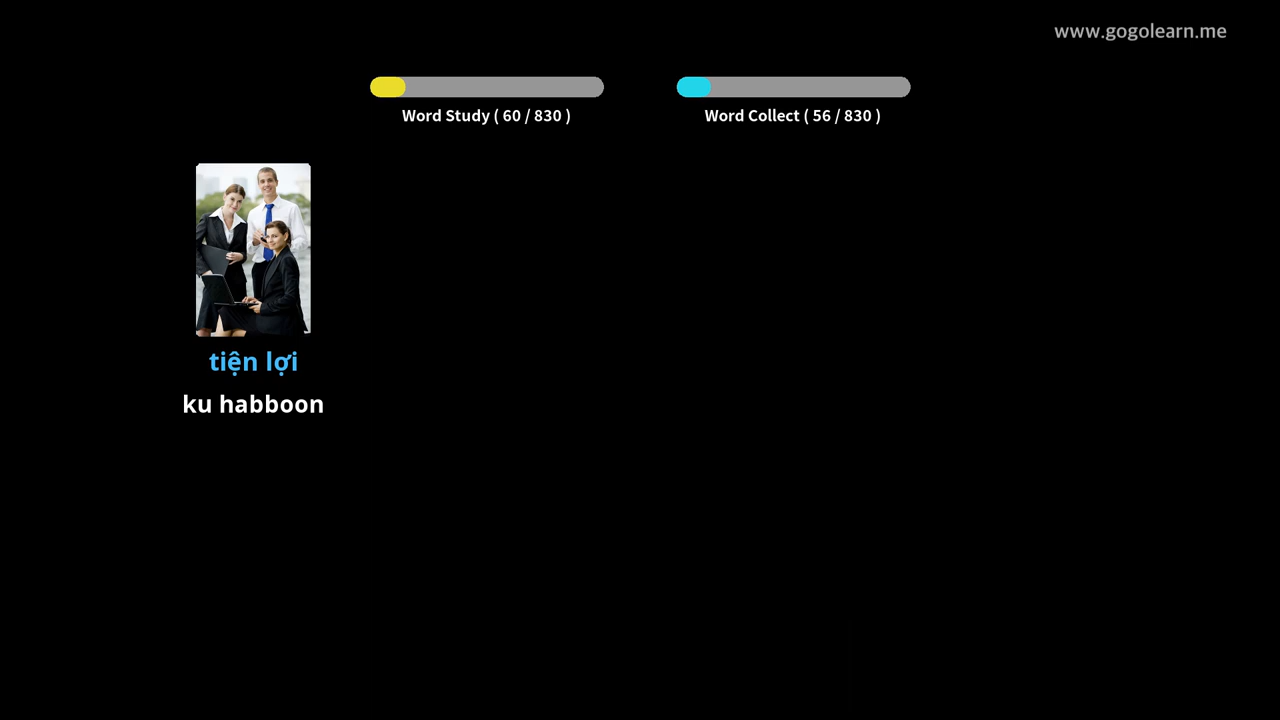 www.gogolearn.me
Word Study ( 60 / 830 )
Word Collect ( 56 / 830 )
tiện lợi
ku habboon